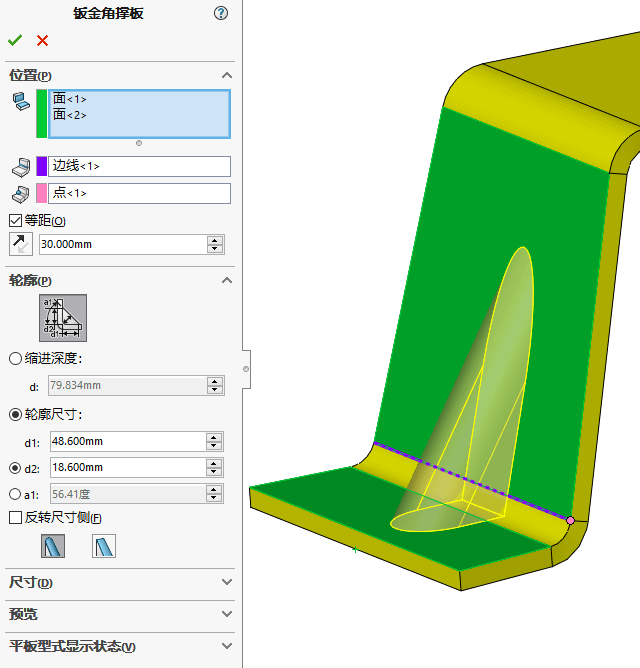 钣金角撑板
位置(P)
面<1>
面<2>
边线<1>
点<1>
等距(O)
30.000mm
轮廓(P)
a1:
d2:
d1:
缩进深度:
d:
79.834mm
轮廓尺寸:
d1:
48.600mm
d2:
18.600mm
a1:
56.41度
反转尺寸侧(F)
尺寸(D)
预览
平板型式显示状态(V)